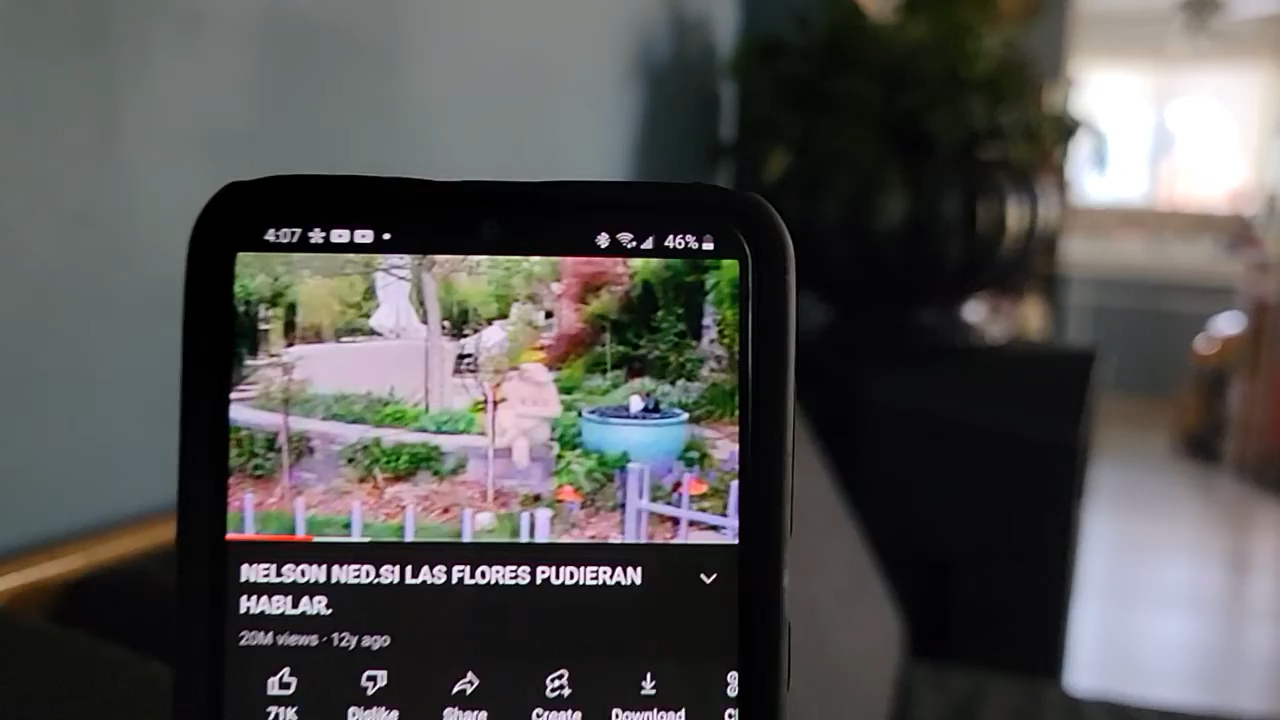 4:07
46%
NELSON NED.SI LAS FLORES PUDIERAN
HABLAR.
20M views · 12y ago
71K Dislike Share Create Download